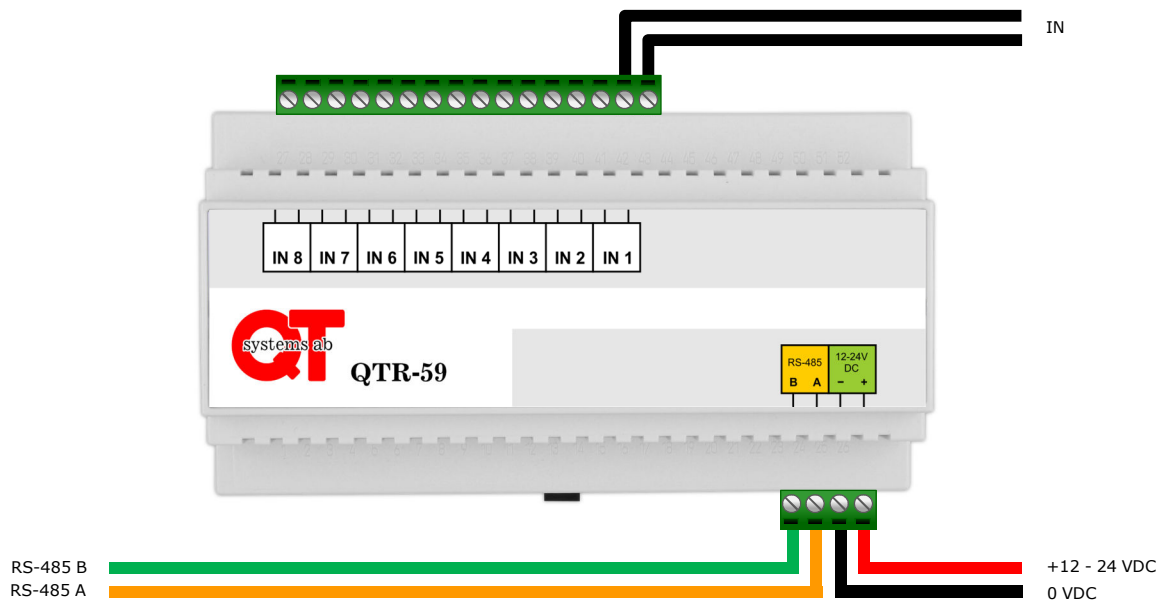 IN
IN 8 IN 7 IN 6 IN 5 IN 4 IN 3 IN 2 IN 1
systems ab
QT
QTR-59
RS-485 12-24V
DC
B A − +
RS-485 B
RS-485 A
+12 - 24 VDC
0 VDC